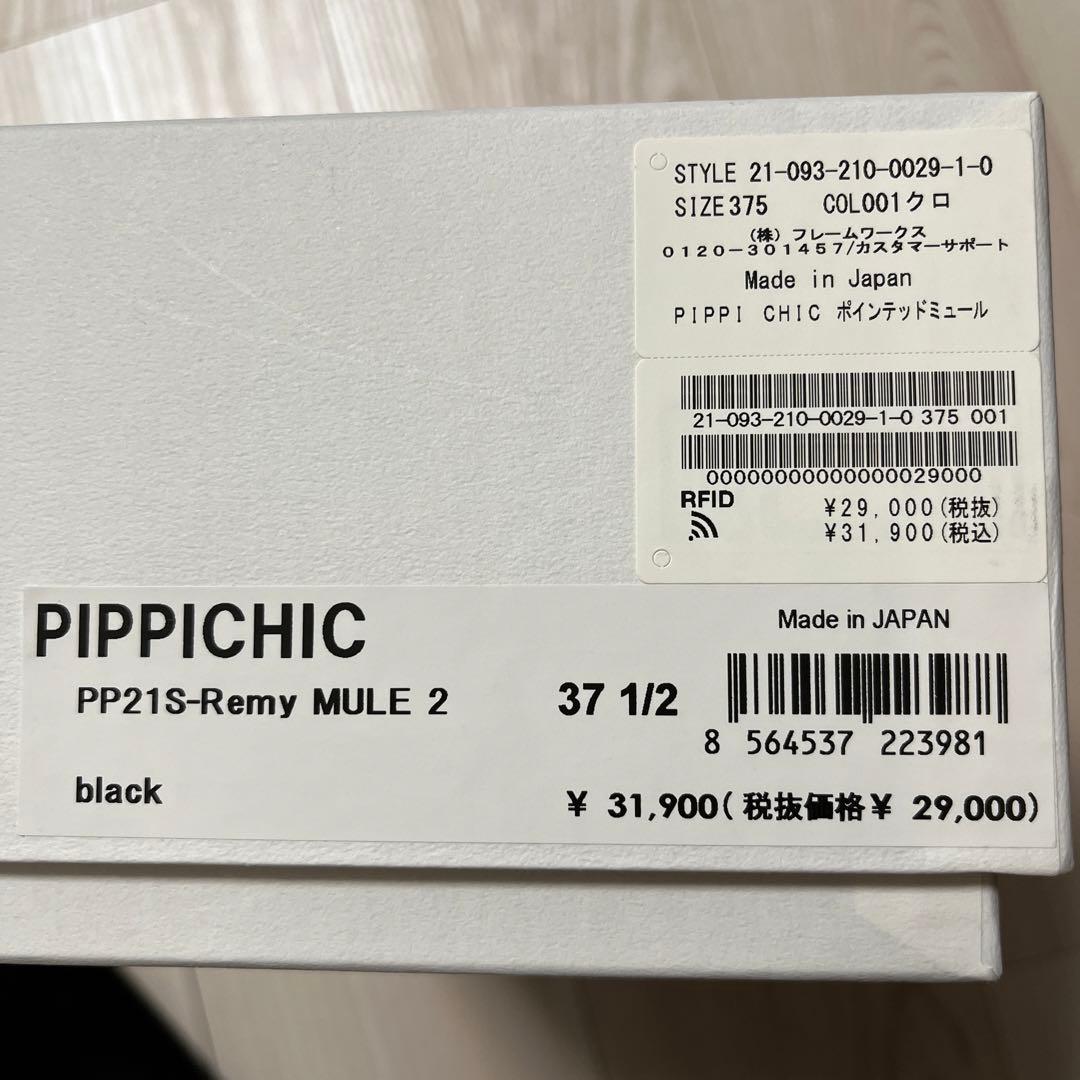 STYLE 21-093-210-0029-1-0
SIZE375 COL001クロ
（株）フレームワークス
0120-301457/カスタマーサポート
Made in Japan
PIPPI CHIC ポインテッドミュール
21-093-210-0029-1-0 375 001
00000000000000029000
RFID
¥29,000(税抜)
¥31,900(税込)
PIPPICHIC
Made in JAPAN
PP21S-Remy MULE 2
37 1/2
8 564537 223981
black
¥ 31,900( 税抜価格¥ 29,000)